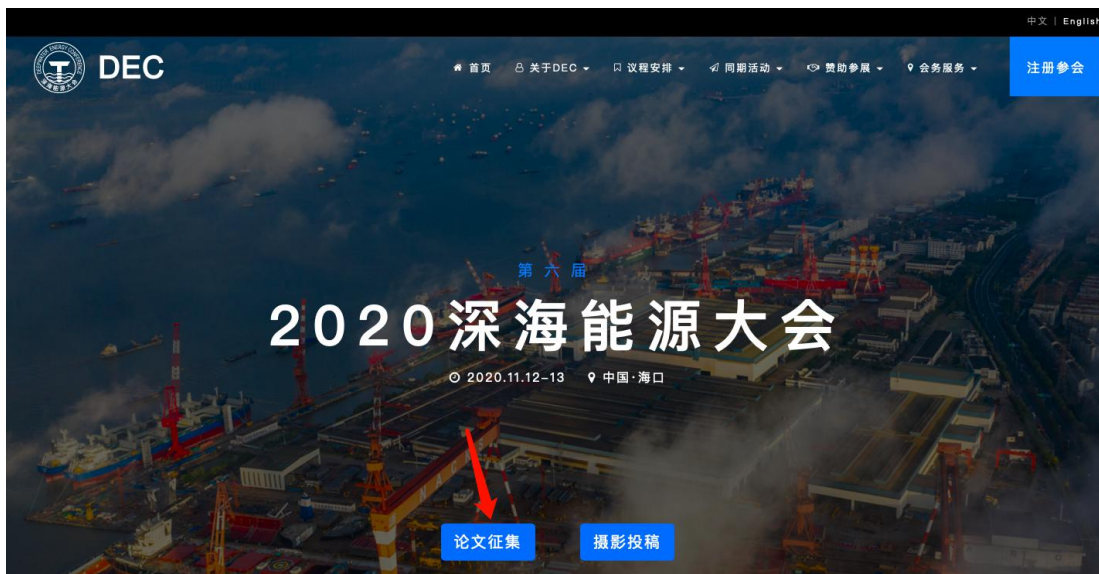 中文 | English
DEC
首页 关于DEC 议程安排 同期活动 赞助参展 会务服务 注册参会
第六届
2020深海能源大会
2020.11.12-13 中国·海口
论文征集 摄影投稿